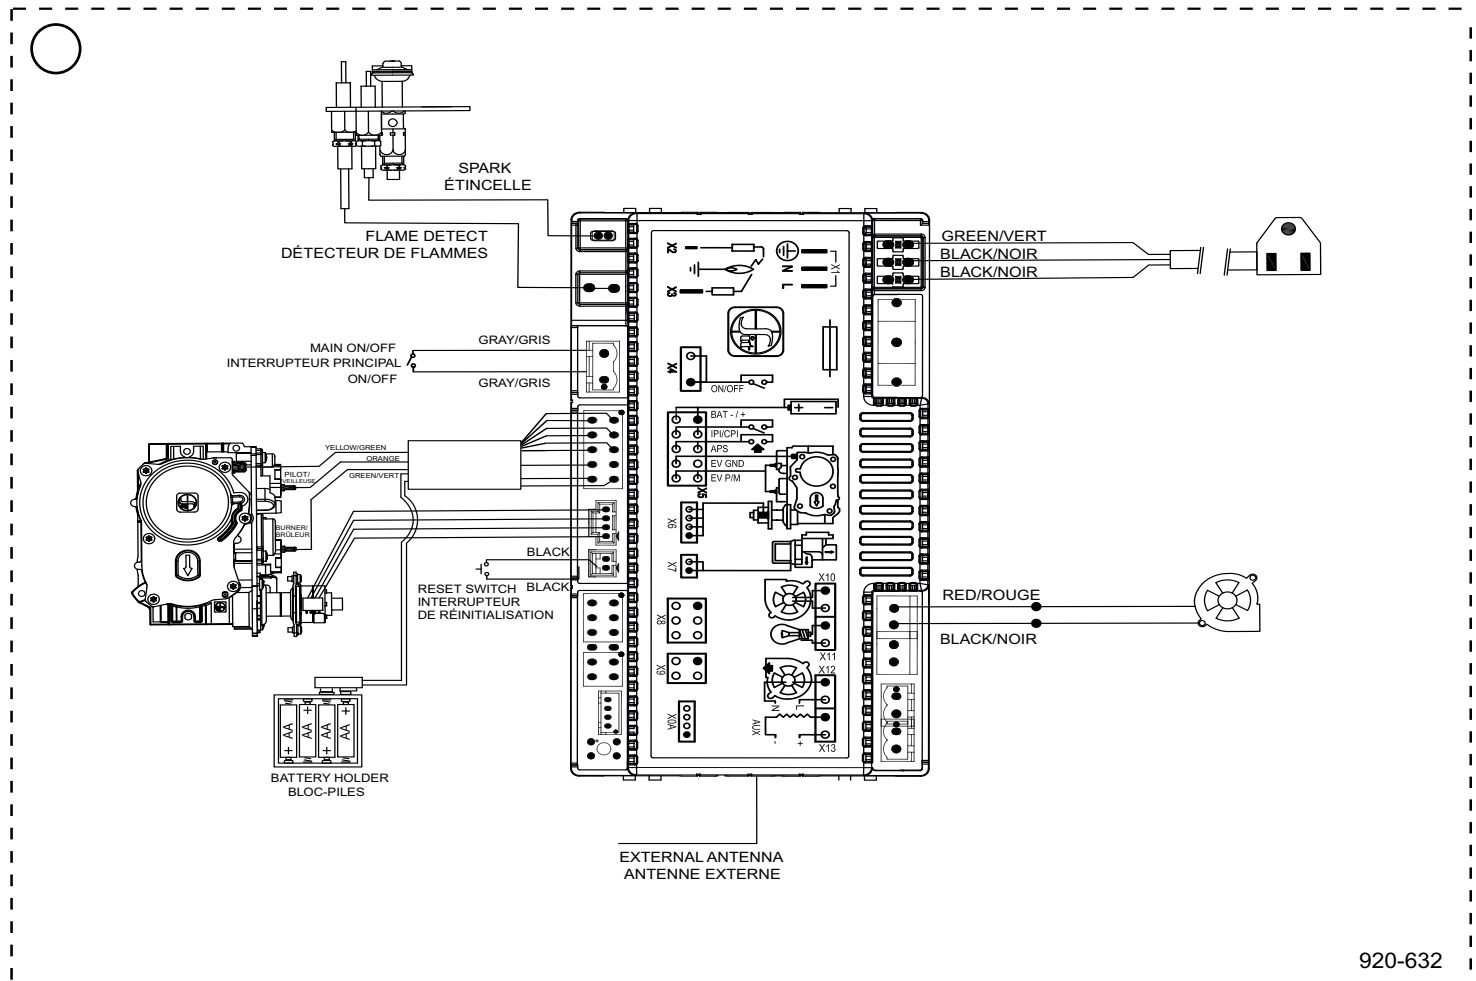 SPARK
ÉTINCELLE
FLAME DETECT
DÉTECTEUR DE FLAMMES
GREEN/VERT
BLACK/NOIR
BLACK/NOIR
MAIN ON/OFF
INTERRUPTEUR PRINCIPAL
ON/OFF
GRAY/GRIS
GRAY/GRIS
YELLOW/GREEN
ORANGE
GREEN/VERT
PILOT/
VEILLEUSE
BURNER/
BRÛLEUR
BLACK
BLACK
RESET SWITCH
INTERRUPTEUR
DE RÉINITIALISATION
AA + -
AA + -
AA + -
AA + -
BATTERY HOLDER
BLOC-PILES
X2
X3
N
L
X1
X4
ON/OFF
BAT - / +
IPI/CPI
APS
EV GND
EV P/M
X5
+ -
X6
X7
X8
X9
X0A
X10
X11
X12
N
L
AUX
- +
X13
RED/ROUGE
BLACK/NOIR
EXTERNAL ANTENNA
ANTENNE EXTERNE
920-632